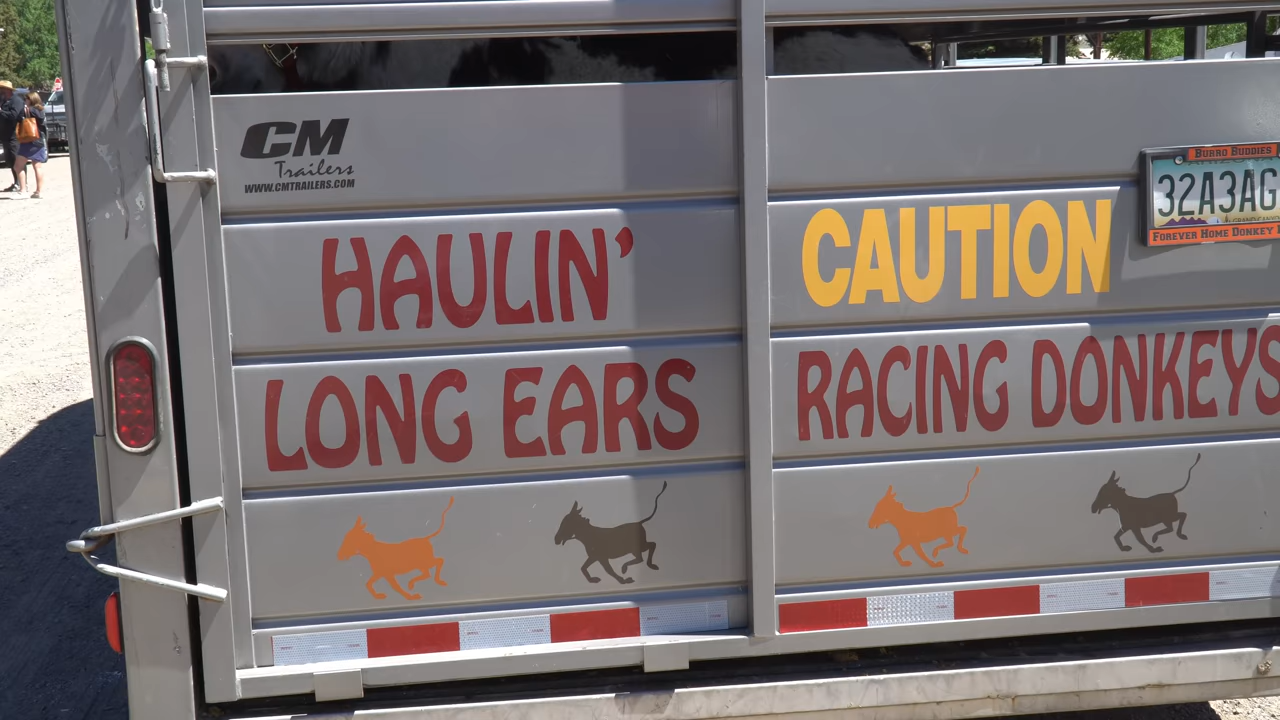 CM
Trailers
WWW.CMTRAILERS.COM
HAULIN'
LONG EARS
CAUTION
RACING DONKEYS
BURRO BUDDIES
32A3AG
FOREVER HOME DONKEY